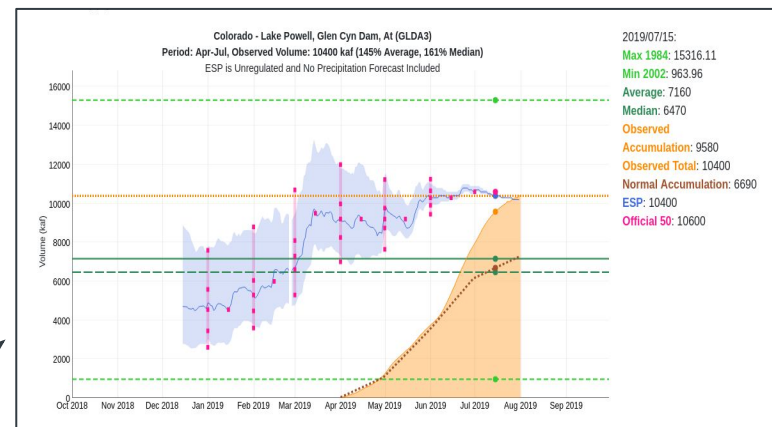 Colorado - Lake Powell, Glen Cyn Dam, At (GLDA3)
Period: Apr-Jul, Observed Volume: 10400 kaf (145% Average, 161% Median)
ESP is Unregulated and No Precipitation Forecast Included
Volume (kaf)
16000
14000
12000
10000
8000
6000
4000
2000
0
Oct 2018 Nov 2018 Dec 2018 Jan 2019 Feb 2019 Mar 2019 Apr 2019 May 2019 Jun 2019 Jul 2019 Aug 2019 Sep 2019
2019/07/15:
Max 1984: 15316.11
Min 2002: 963.96
Average: 7160
Median: 6470
Observed
Accumulation: 9580
Observed Total: 10400
Normal Accumulation: 6690
ESP: 10400
Official 50: 10600